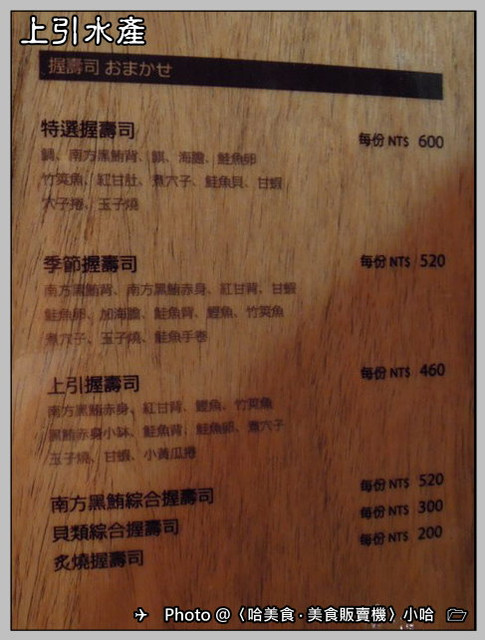 上引水產
握壽司 おまかせ
特選握壽司 每份 NT$ 600
鯛、南方黑鮪背、鰤、海膽、鮭魚卵
竹筴魚、紅甘肚、煮穴子、鮭魚貝、甘蝦
穴子捲、玉子燒
季節握壽司 每份 NT$ 520
南方黑鮪背、南方黑鮪赤身、紅甘背、甘蝦
鮭魚卵、加海膽、鮭魚背、鰹魚、竹筴魚
煮穴子、玉子燒、鮭魚手卷
上引握壽司 每份 NT$ 460
南方黑鮪赤身、紅甘背、鰹魚、竹筴魚
黑鮪赤身小缽、鮭魚背、鮭魚卵、煮穴子
玉子燒、甘蝦、小黃瓜捲
南方黑鮪綜合握壽司 每份 NT$ 520
貝類綜合握壽司 每份 NT$ 300
炙燒握壽司 每份 NT$ 200
Photo @〈哈美食·美食販賣機〉小哈